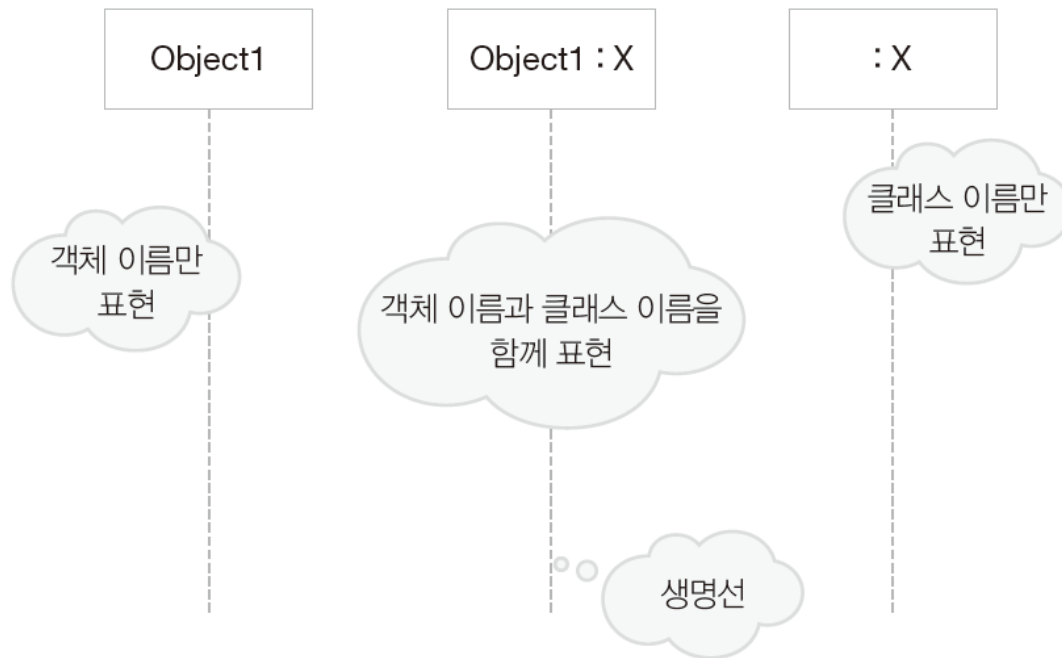 Object1
Object1 : X
: X
클래스 이름만
표현
객체 이름만
표현
객체 이름과 클래스 이름을
함께 표현
생명선